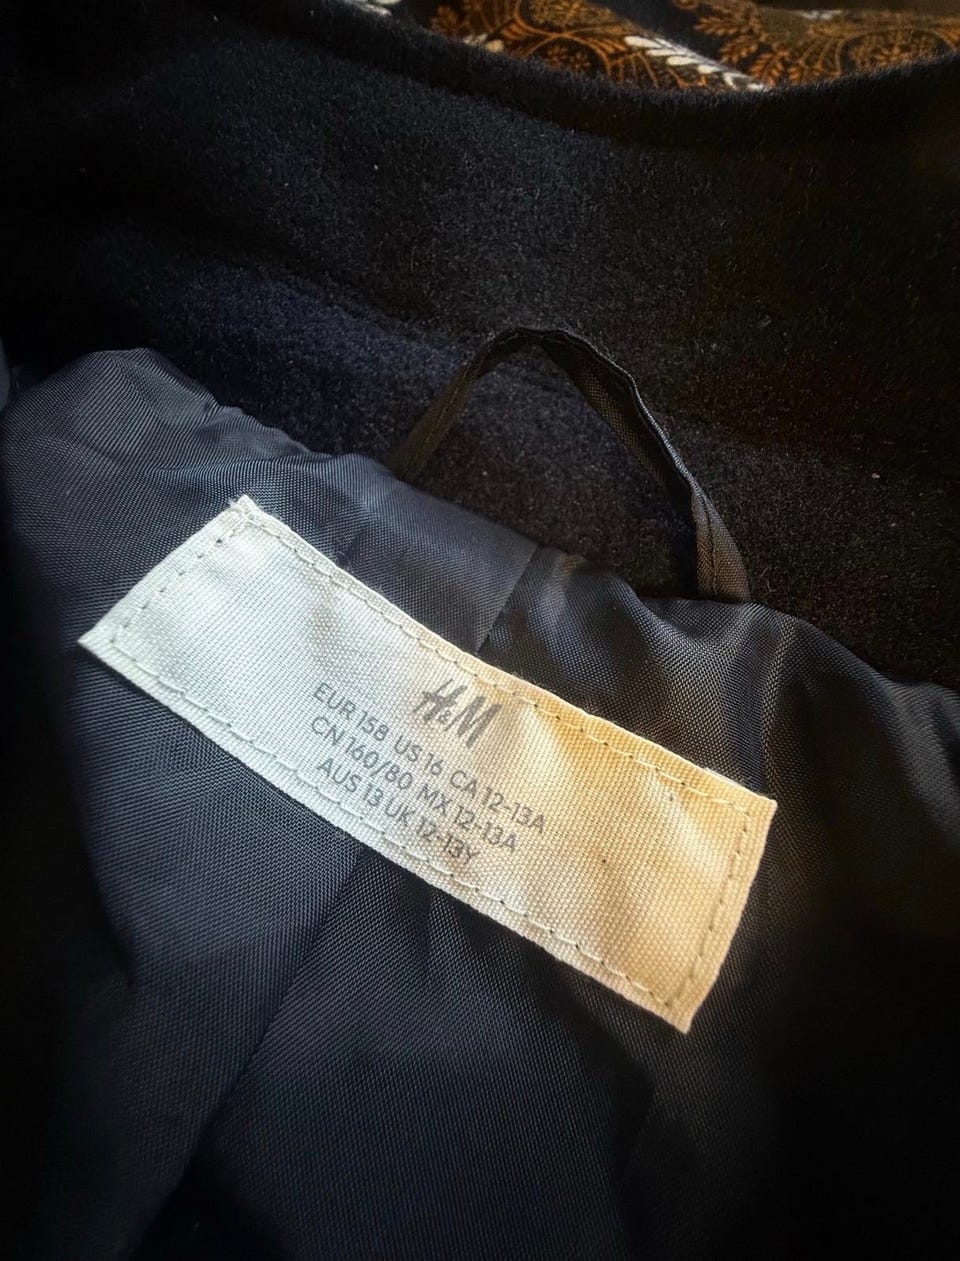 H&M
EUR 158 US 16 CA 12-13A
CN 160/80 MX 12-13A
AUS 13 UK 12-13Y